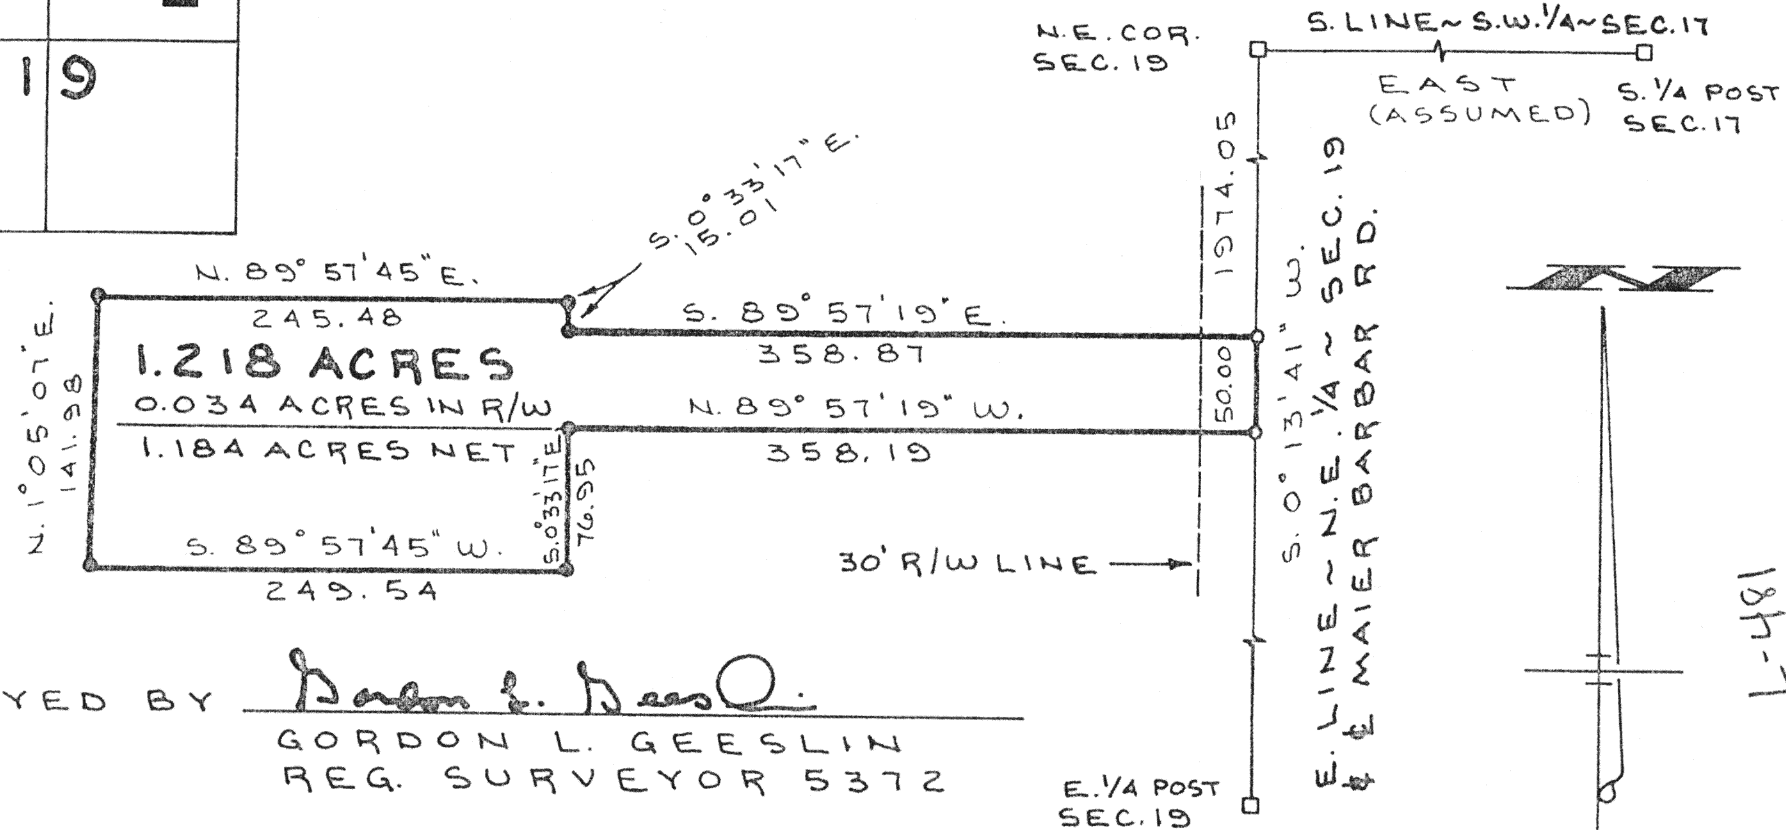 19
N.E. COR.
SEC. 19
S. LINE ~ S.W. 1/4 ~ SEC. 17
EAST
(ASSUMED)
S. 1/4 POST
SEC. 17
1974.05
S. 0° 33' 17" E.
15.01
N. 89° 57' 45" E.
245.48
S. 89° 57' 19" E.
358.87
50.00
1.218 ACRES
0.034 ACRES IN R/W
1.184 ACRES NET
N. 1° 05' 07" E.
141.98
N. 89° 57' 19" W.
358.19
S. 0° 33' 17" E
76.95
S. 89° 57' 45" W.
249.54
30' R/W LINE
S. 0° 13' 41" W.
E. LINE ~ N.E. 1/4 ~ SEC. 19
& ℄ MAIER BARBAR RD.
N
YED BY Gordon L. Geeslin
GORDON L. GEESLIN
REG. SURVEYOR 5372
E. 1/4 POST
SEC. 19